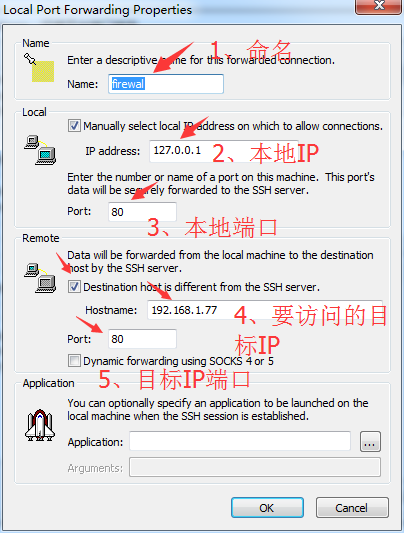 Local Port Forwarding Properties
Name
1、命名
Enter a descriptive name for this forwarded connection.
Name: firewal
Local
Manually select local IP address on which to allow connections.
IP address: 127.0.0.1
2、本地IP
Enter the number or name of a port on this machine. This port's
data will be securely forwarded to the SSH server.
Port: 80
3、本地端口
Remote
Data will be forwarded from the local machine to the destination
host by the SSH server.
Destination host is different from the SSH server.
Hostname: 192.168.1.77
4、要访问的目
标IP
Port: 80
Dynamic forwarding using SOCKS 4 or 5
5、目标IP端口
Application
You can optionally specify an application to be launched on the
local machine when the SSH session is established.
Application: ...
Arguments:
OK Cancel